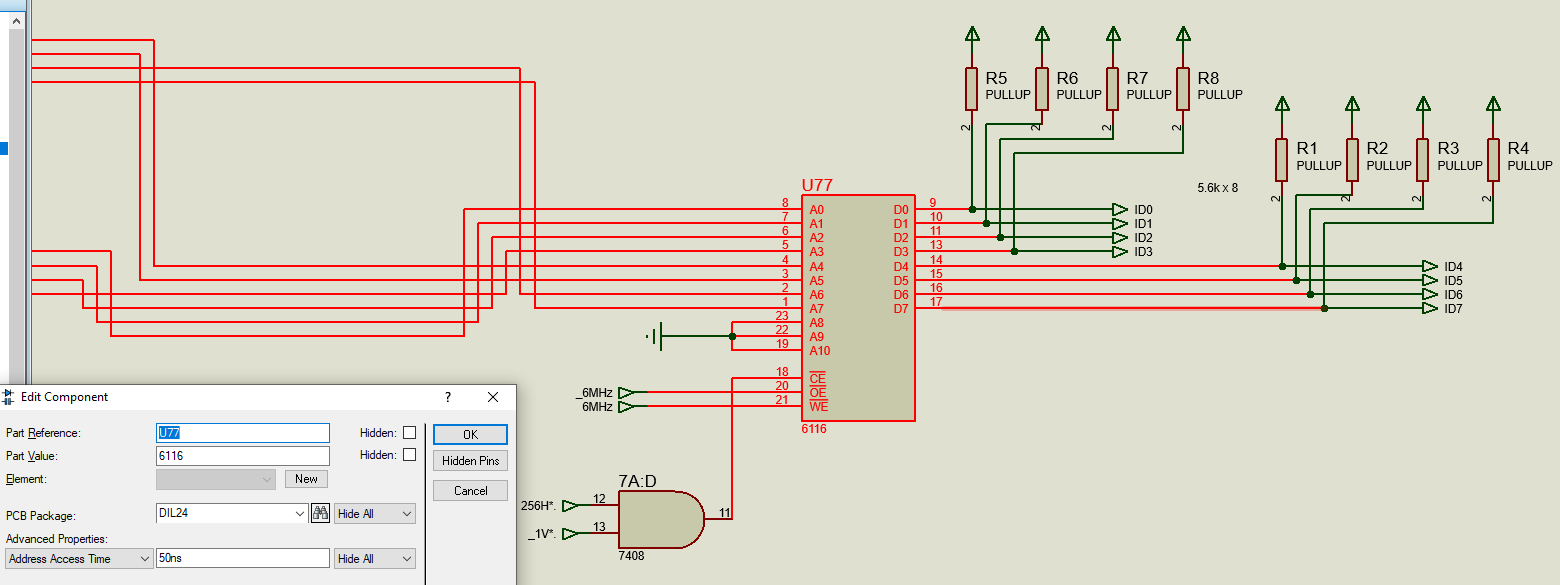 R5
PULLUP
2
R6
PULLUP
2
R7
PULLUP
2
R8
PULLUP
2
R1
PULLUP
2
R2
PULLUP
2
R3
PULLUP
2
R4
PULLUP
2
5.6k x 8
U77
8 A0 D0 9 ID0
7 A1 D1 10 ID1
6 A2 D2 11 ID2
5 A3 D3 13 ID3
4 A4 D4 14 ID4
3 A5 D5 15 ID5
2 A6 D6 16 ID6
1 A7 D7 17 ID7
23 A8
22 A9
19 A10
18 CE
_6MHz 20 OE
6MHz 21 WE
6116
7A:D
256H*. 12
11
_1V*. 13
7408
Edit Component
?
Part Reference: U77 Hidden: OK
Part Value: 6116 Hidden: Hidden Pins
Element: New
Cancel
PCB Package: DIL24 Hide All
Advanced Properties:
Address Access Time 50ns Hide All